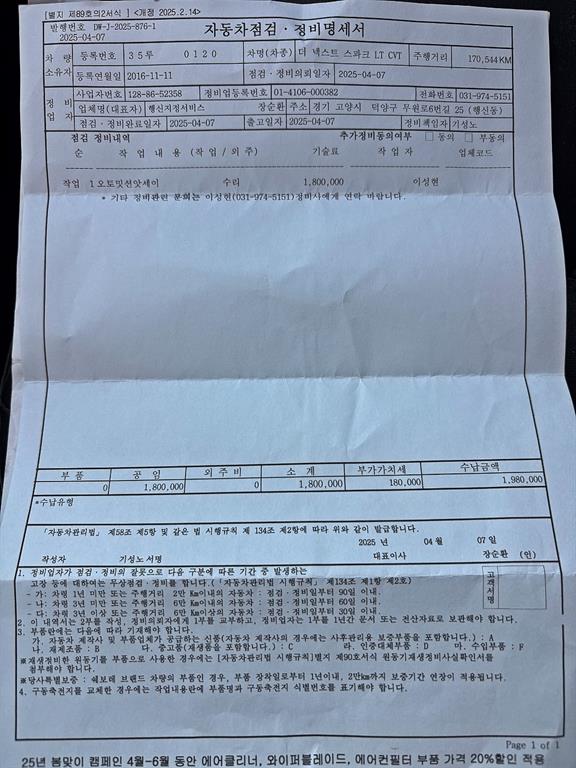 [별지 제89호의2서식 ] <개정 2025.2.14>
발행번호 DW-J-2025-876-1
2025-04-07
자동차점검 · 정비명세서
차 량 소유자 등록번호 35루 0120 차명(차종) 더 넥스트 스파크 LT CVT 주행거리 170,544KM
등록연월일 2016-11-11 점검 · 정비의뢰일자 2025-04-07
정 비 업 자 사업자번호 128-86-52358 정비업등록번호 01-4106-000382 전화번호 031-974-5151
업체명(대표자) 행신지정서비스 장순환 주소 경기 고양시 덕양구 무원로6번길 25 (행신동)
점검 · 정비완료일자 2025-04-07 출고일자 2025-04-07 정비책임자 기성노
점검 정비내역 추가정비동의여부 □ 동의 □ 부동의
순 작 업 내 용 (작 업 / 외 주) 기술료 작 업 자 업체코드
작업 1 오토밋션앗세이 수리 1,800,000 이성현
* 기타 정비관련 문의는 이성현(031-974-5151)정비사에게 연락 바랍니다.
부 품 공 임 외 주 비 소 계 부가가치세 수납금액
0 1,800,000 0 1,800,000 180,000 1,980,000
*수납유형
「자동차관리법」 제58조 제5항 및 같은 법 시행규칙 제 134조 제2항에 따라 위와 같이 발급합니다.
2025 년 04 월 07 일
작성자 기성노 서명 대표이사 장순환 (인)
1. 정비업자가 점검 · 정비의 잘못으로 다음 구분에 따른 기간 중 발생하는
고장 등에 대하여는 무상점검 · 정비를 합니다.(「자동차관리법 시행규칙」 제134조 제1항 제2호)
- 가: 차령 1년 미만 또는 주행거리 2만 Km이내의 자동차 : 점검 · 정비일부터 90일 이내.
- 나: 차령 3년 미만 또는 주행거리 6만 Km이내의 자동차 : 점검 · 정비일부터 60일 이내.
- 다: 차령 3년 이상 또는 주행거리 6만 Km이상의 자동차 : 점검 · 정비일부터 30일 이내.
고객서명
2. 이 내역서는 2부를 작성, 정비의뢰자에게 1부를 교부하고, 정비업자는 1부를 1년간 문서 또는 전산자료로 보관해야 합니다.
3. 부품란에는 다음에 따라 기재해야 합니다.
가. 자동차 제작사 및 부품업체가 공급하는 신품(자동차 제작사의 경우에는 사후관리용 보증부품을 포함합니다.) : A
나. 재제조품 : B 다. 중고품(재생품을 포함합니다.) : C 라. 인증대체부품 : D 마. 수입부품 : F
※재생정비한 원동기를 부품으로 사용한 경우에는 [자동차관리법 시행규칙]별지 제90호서식 원동기재생정비사실확인서를
첨부해야 합니다.
※당사특별보증 : 쉐보레 브랜드 차량의 부품인 경우, 부품 장착일로부터 1년이내, 2만km까지 보증기간 연장이 적용됩니다.
4. 구동축전지를 교체한 경우에는 작업내용란에 부품명과 구동축전지 식별번호를 표기해야 합니다.
Page 1 of 1
25년 봄맞이 캠페인 4월~6월 동안 에어클리너, 와이퍼블레이드, 에어컨필터 부품 가격 20%할인 적용